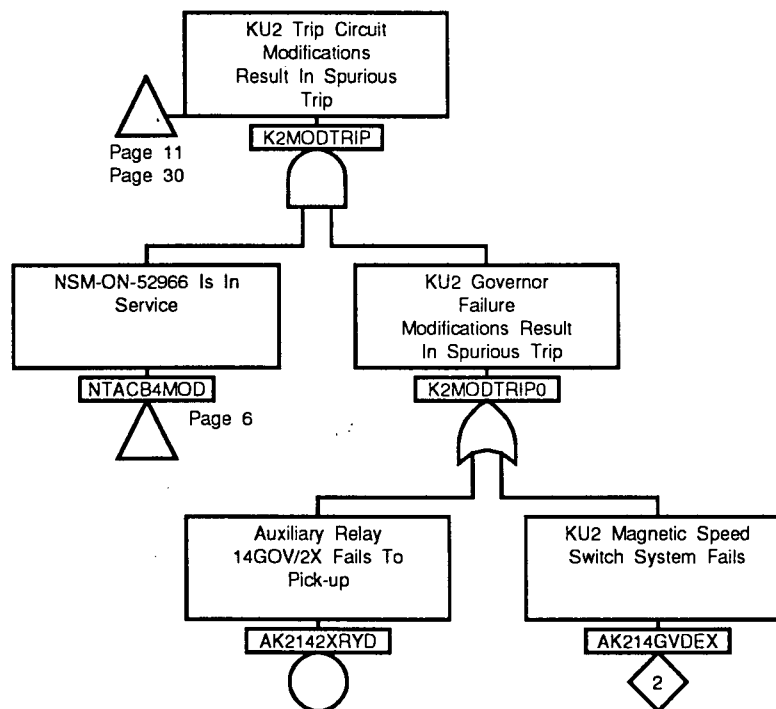 KU2 Trip Circuit
Modifications
Result In Spurious
Trip
K2MODTRIP
Page 11
Page 30
NSM-ON-52966 Is In
Service
NTACB4MOD
Page 6
KU2 Governor
Failure
Modifications Result
In Spurious Trip
K2MODTRIP0
Auxiliary Relay
14GOV/2X Fails To
Pick-up
AK2142XRYD
KU2 Magnetic Speed
Switch System Fails
AK214GVDEX
2